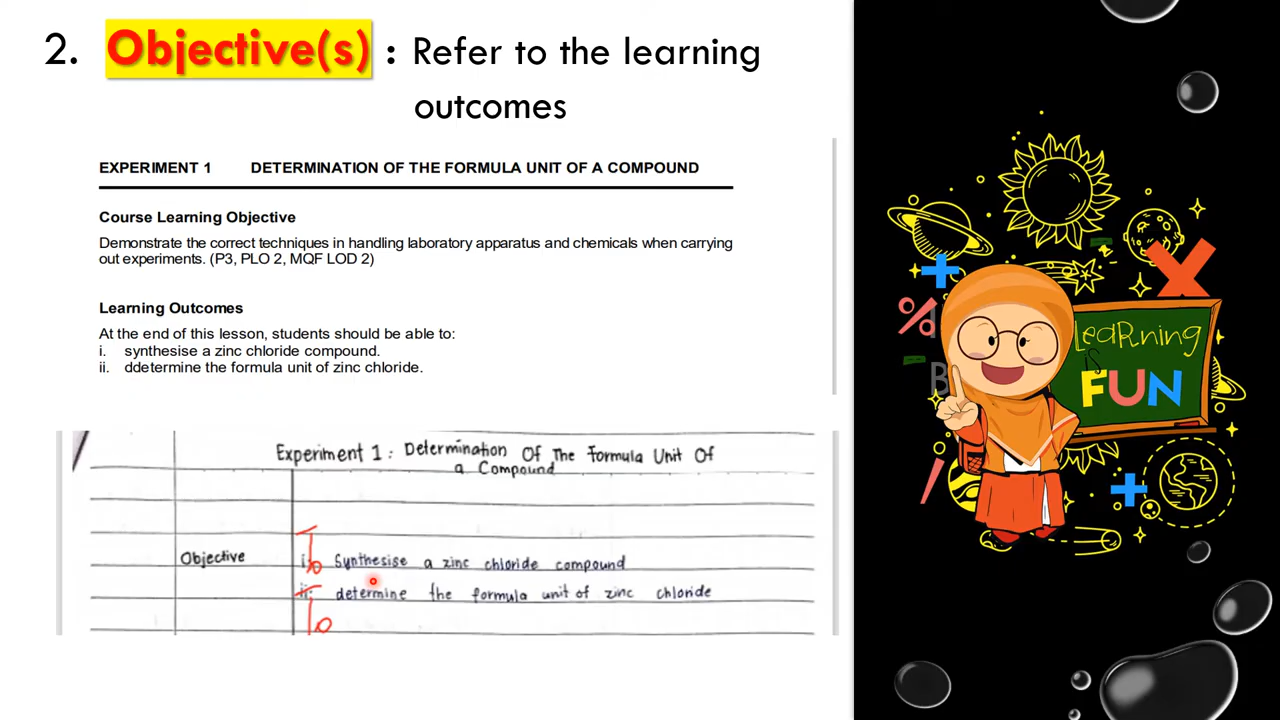 2. Objective(s) : Refer to the learning
outcomes
EXPERIMENT 1 DETERMINATION OF THE FORMULA UNIT OF A COMPOUND
Course Learning Objective
Demonstrate the correct techniques in handling laboratory apparatus and chemicals when carrying
out experiments. (P3, PLO 2, MQF LOD 2)
Learning Outcomes
At the end of this lesson, students should be able to:
i. synthesise a zinc chloride compound.
ii. ddetermine the formula unit of zinc chloride.
Experiment 1 : Determination Of The Formula Unit Of
a Compound
Objective
To
i. Synthesise a zinc chloride compound
ii. determine the formula unit of zinc chloride
To
LeaRning
iS
FUN